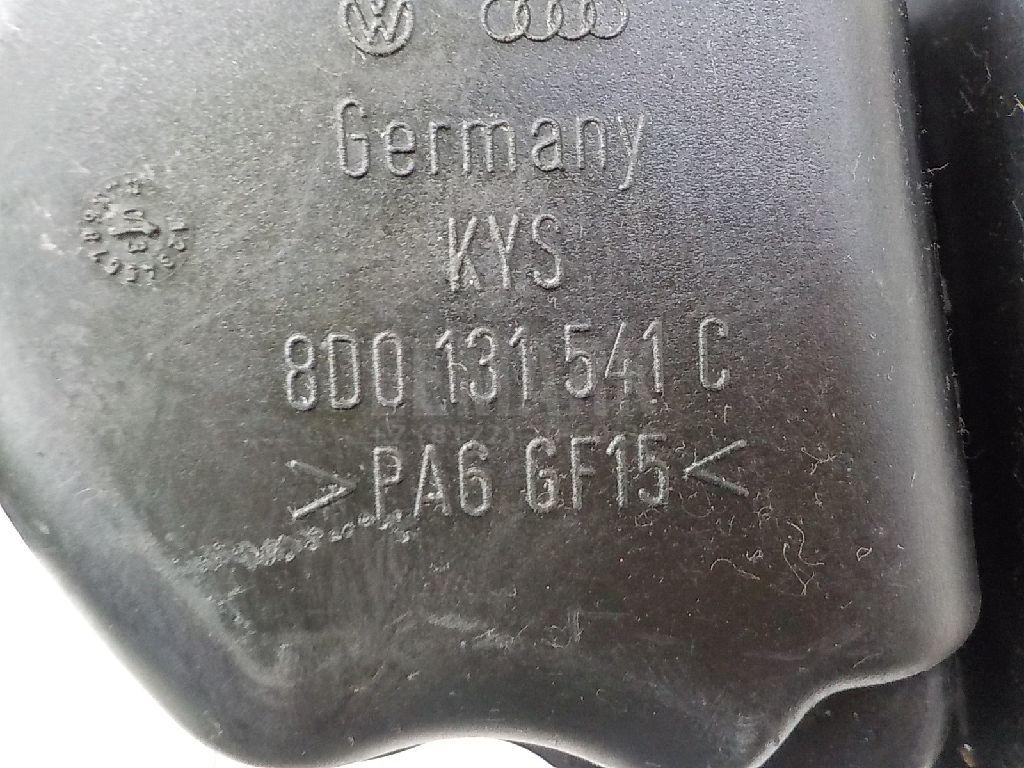 Germany
KYS
8D0 131 541 C
>PA6 GF15<